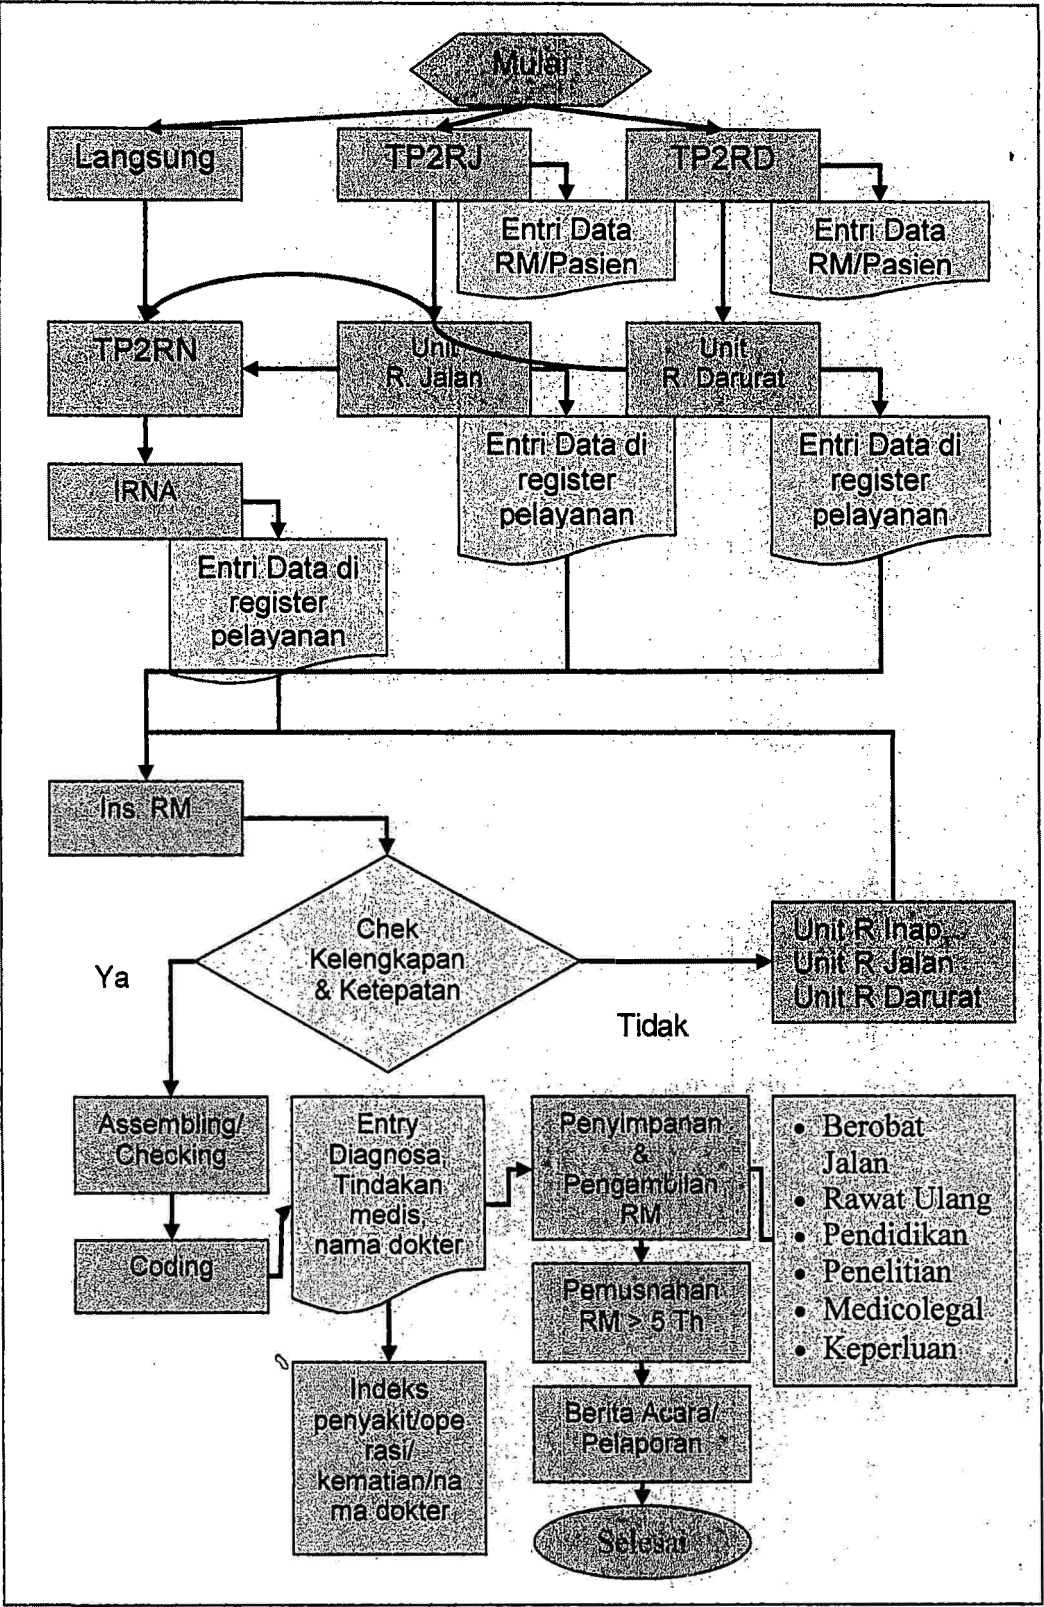 Mulai
Langsung
TP2RJ
TP2RD
Entri Data
RM/Pasien
Entri Data
RM/Pasien
TP2RN
Unit
R. Jalan
Unit
R. Darurat
IRNA
Entri Data di
register
pelayanan
Entri Data di
register
pelayanan
Entri Data di
register
pelayanan
Ins. RM
Chek
Kelengkapan
& Ketepatan
Ya
Tidak
Unit R Inap
Unit R Jalan
Unit R Darurat
Assembling/
Checking
Coding
Entry
Diagnosa,
Tindakan
medis,
nama dokter
Penyimpanan
&
Pengambilan
RM
• Berobat
Jalan
• Rawat Ulang
• Pendidikan
• Penelitian
• Medicolegal
• Keperluan
Pemusnahan
RM > 5 Th
Indeks
penyakit/ope
rasi/
kematian/na
ma dokter
Berita Acara/
Pelaporan
Selesai